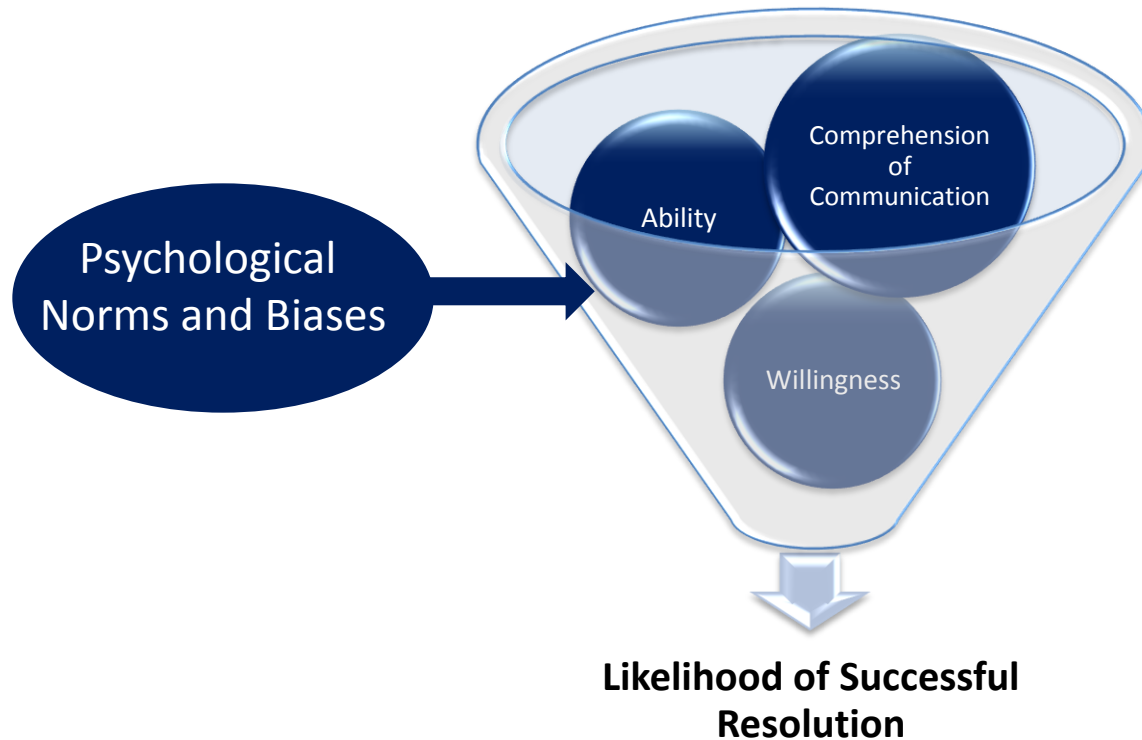 Psychological
Norms and Biases
Ability
Comprehension
of
Communication
Willingness
Likelihood of Successful
Resolution